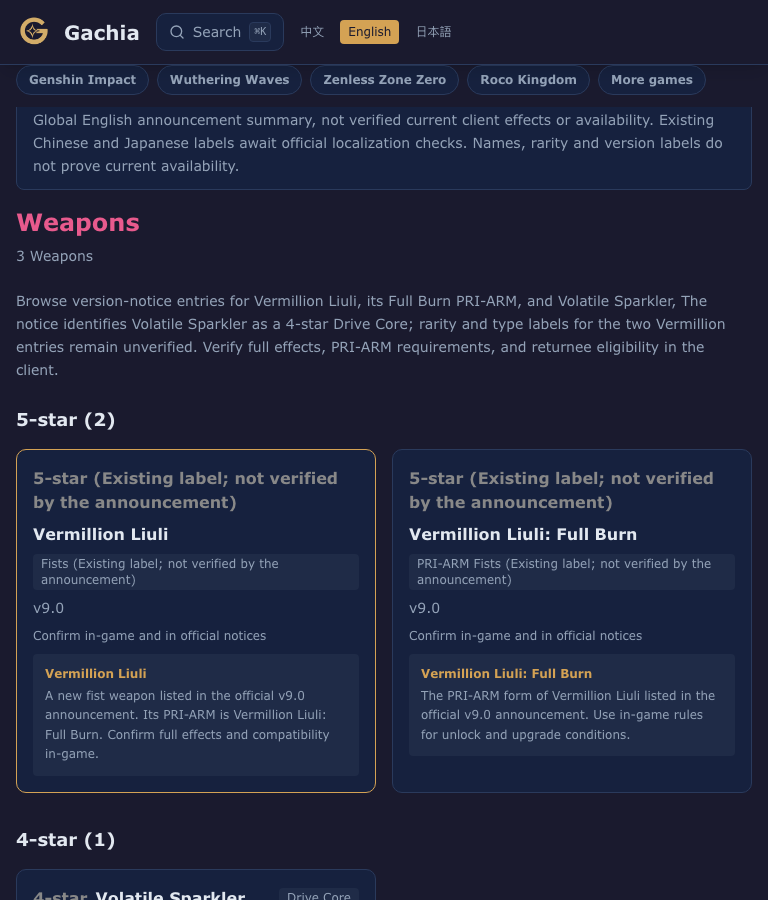 Gachia
Search ⌘K
中文
English
日本語
Genshin Impact
Wuthering Waves
Zenless Zone Zero
Roco Kingdom
More games
Global English announcement summary, not verified current client effects or availability. Existing
Chinese and Japanese labels await official localization checks. Names, rarity and version labels do
not prove current availability.
Weapons
3 Weapons
Browse version-notice entries for Vermillion Liuli, its Full Burn PRI-ARM, and Volatile Sparkler, The
notice identifies Volatile Sparkler as a 4-star Drive Core; rarity and type labels for the two Vermillion
entries remain unverified. Verify full effects, PRI-ARM requirements, and returnee eligibility in the
client.
5-star (2)
5-star (Existing label; not verified
by the announcement)
Vermillion Liuli
Fists (Existing label; not verified by the
announcement)
v9.0
Confirm in-game and in official notices
Vermillion Liuli
A new fist weapon listed in the official v9.0
announcement. Its PRI-ARM is Vermillion Liuli:
Full Burn. Confirm full effects and compatibility
in-game.
5-star (Existing label; not verified
by the announcement)
Vermillion Liuli: Full Burn
PRI-ARM Fists (Existing label; not verified by the
announcement)
v9.0
Confirm in-game and in official notices
Vermillion Liuli: Full Burn
The PRI-ARM form of Vermillion Liuli listed in the
official v9.0 announcement. Use in-game rules
for unlock and upgrade conditions.
4-star (1)
4-star Volatile Sparkler
Drive Core